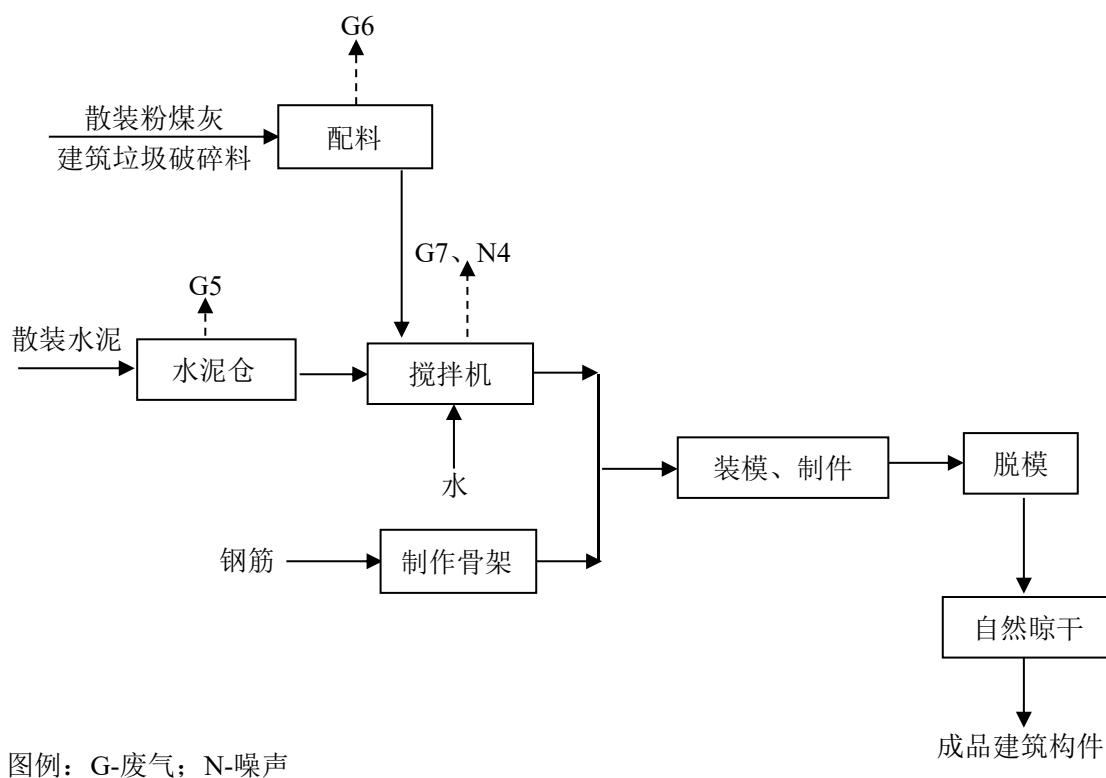 G6
散装粉煤灰
配料
建筑垃圾破碎料
G7、N4
G5
散装水泥
水泥仓
搅拌机
装模、制件
脱模
水
钢筋
制作骨架
自然晾干
成品建筑构件
图例：G-废气；N-噪声